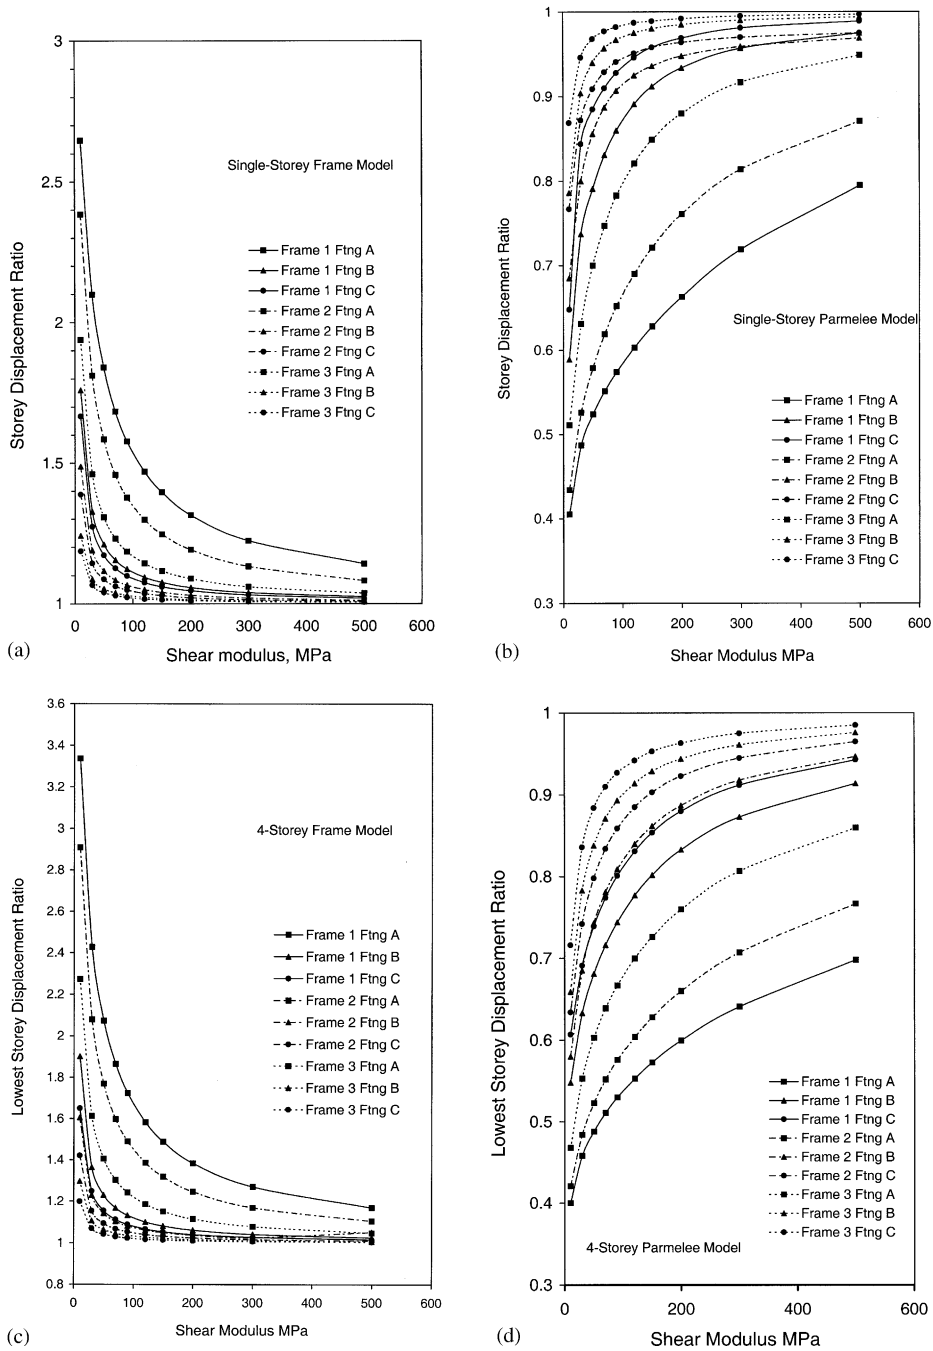 3
2.5
2
1.5
1
Storey Displacement Ratio
Single-Storey Frame Model
Frame 1 Ftng A
Frame 1 Ftng B
Frame 1 Ftng C
Frame 2 Ftng A
Frame 2 Ftng B
Frame 2 Ftng C
Frame 3 Ftng A
Frame 3 Ftng B
Frame 3 Ftng C
0 100 200 300 400 500 600
Shear modulus, MPa
(a)
1
0.9
0.8
0.7
0.6
0.5
0.4
0.3
Storey Displacement Ratio
Single-Storey Parmelee Model
Frame 1 Ftng A
Frame 1 Ftng B
Frame 1 Ftng C
Frame 2 Ftng A
Frame 2 Ftng B
Frame 2 Ftng C
Frame 3 Ftng A
Frame 3 Ftng B
Frame 3 Ftng C
0 100 200 300 400 500 600
Shear Modulus MPa
(b)
3.6
3.4
3.2
3
2.8
2.6
2.4
2.2
2
1.8
1.6
1.4
1.2
1
0.8
Lowest Storey Displacement Ratio
4-Storey Frame Model
Frame 1 Ftng A
Frame 1 Ftng B
Frame 1 Ftng C
Frame 2 Ftng A
Frame 2 Ftng B
Frame 2 Ftng C
Frame 3 Ftng A
Frame 3 Ftng B
Frame 3 Ftng C
0 100 200 300 400 500 600
Shear Modulus MPa
(c)
1
0.9
0.8
0.7
0.6
0.5
0.4
0.3
Lowest Storey Displacement Ratio
Frame 1 Ftng A
Frame 1 Ftng B
Frame 1 Ftng C
Frame 2 Ftng A
Frame 2 Ftng B
Frame 2 Ftng C
Frame 3 Ftng A
Frame 3 Ftng B
Frame 3 Ftng C
4-Storey Parmelee Model
0 200 400 600
Shear Modulus MPa
(d)